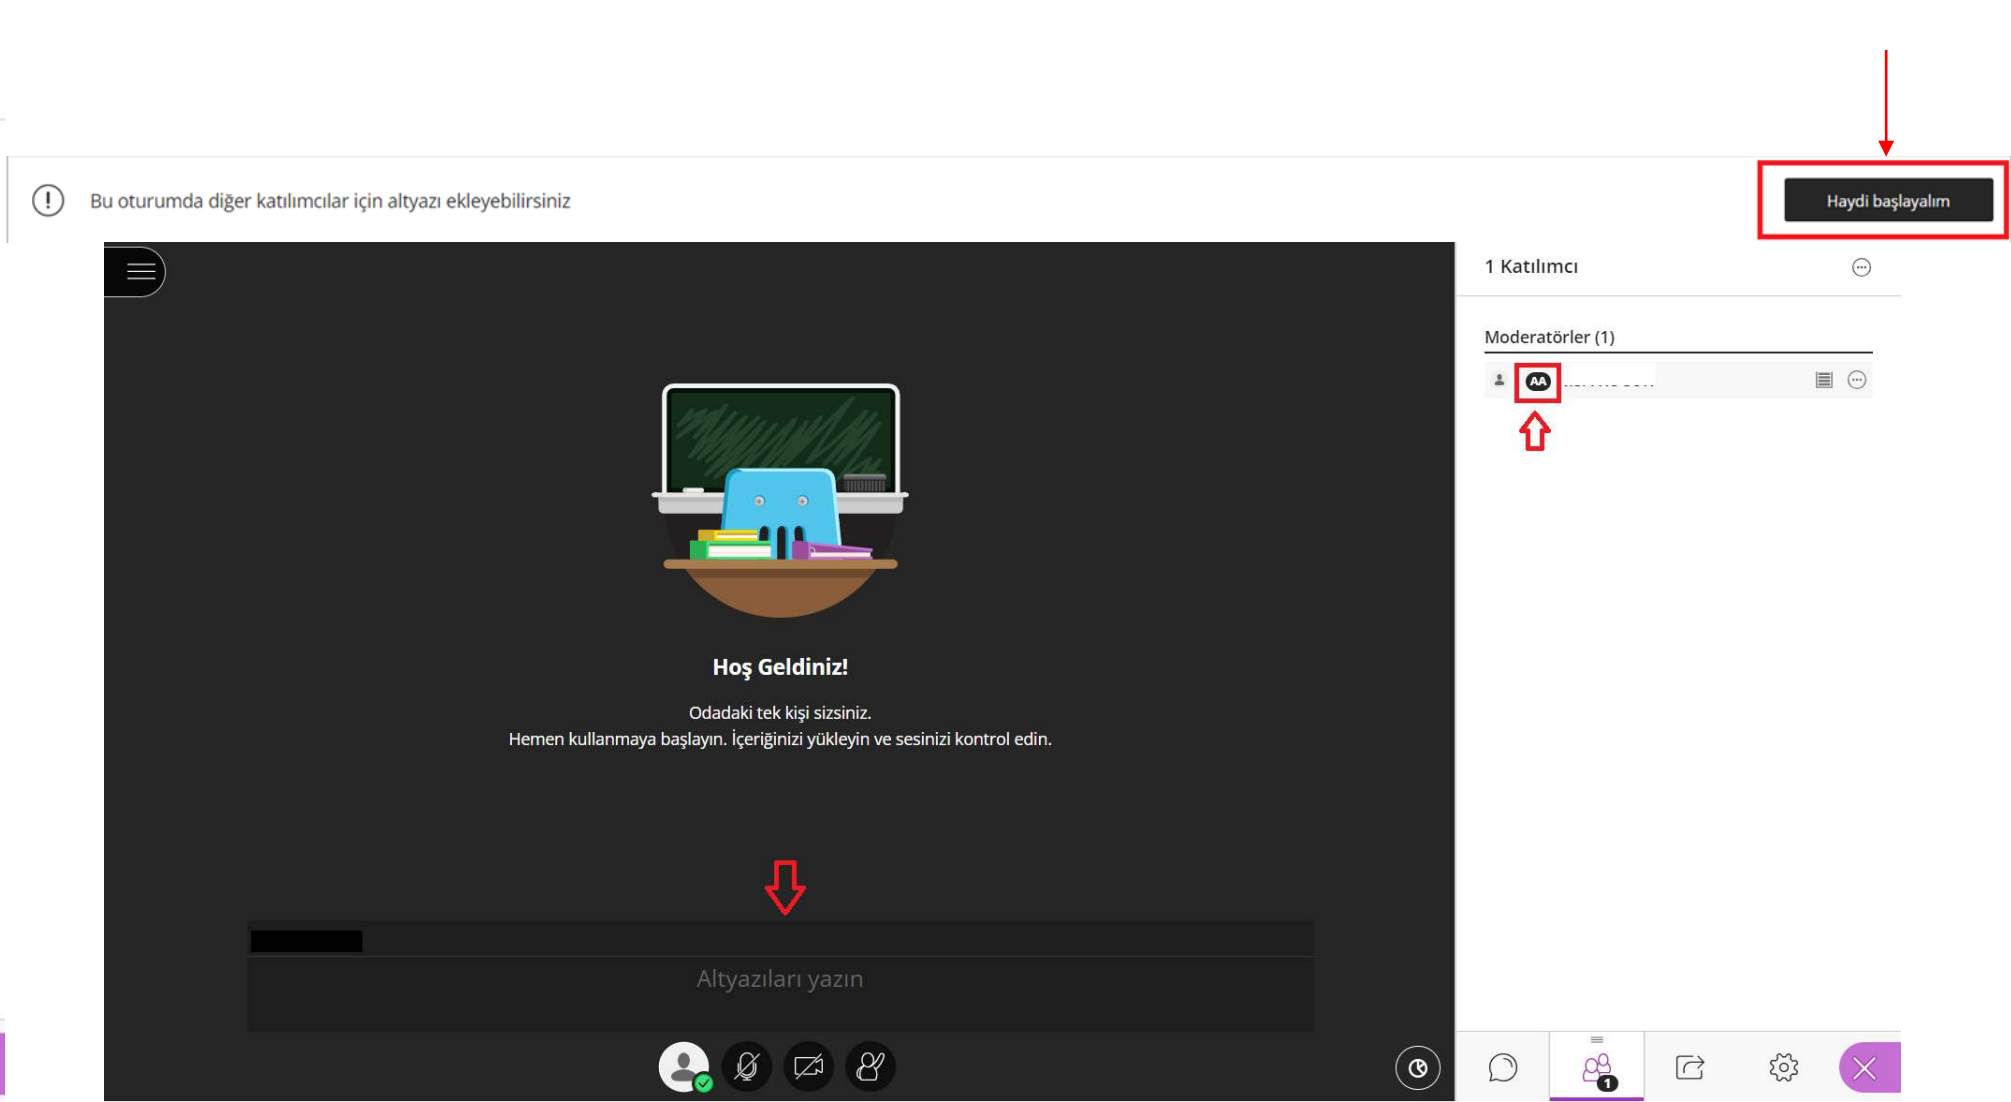 Bu oturumda diğer katılımcılar için altyazı ekleyebilirsiniz
Haydi başlayalım
1 Katılımcı
Moderatörler (1)
AA
Hoş Geldiniz!
Odadaki tek kişi sizsiniz.
Hemen kullanmaya başlayın. İçeriğinizi yükleyin ve sesinizi kontrol edin.
Altyazıları yazın
1